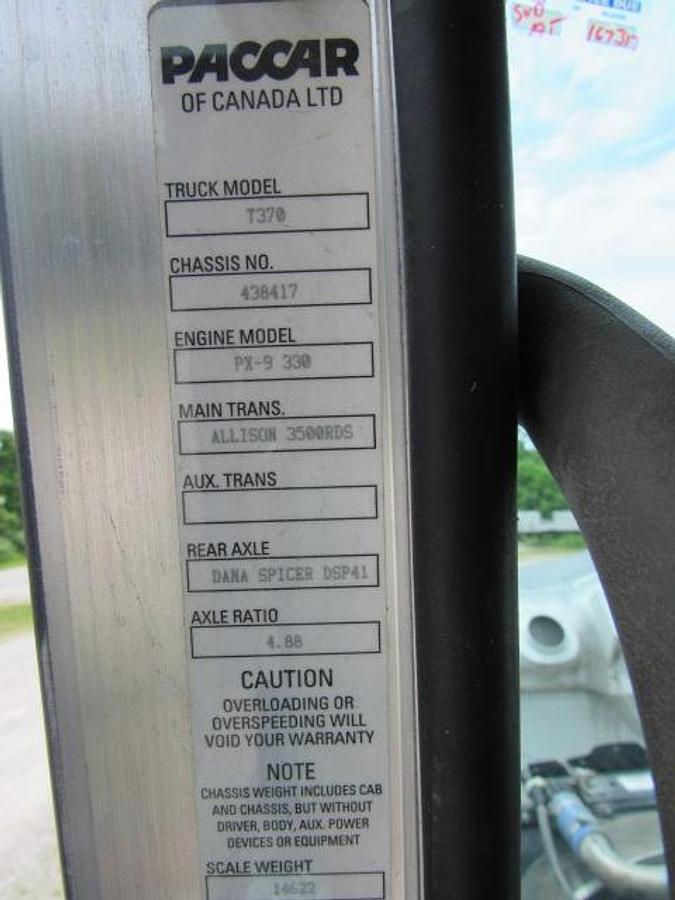 PACCAR
OF CANADA LTD
TRUCK MODEL
T370
CHASSIS NO.
438417
ENGINE MODEL
PX-9 330
MAIN TRANS.
ALLISON 3500RDS
AUX. TRANS
REAR AXLE
DANA SPICER DSP41
AXLE RATIO
4.88
CAUTION
OVERLOADING OR
OVERSPEEDING WILL
VOID YOUR WARRANTY
NOTE
CHASSIS WEIGHT INCLUDES CAB
AND CHASSIS, BUT WITHOUT
DRIVER, BODY, AUX. POWER
DEVICES OR EQUIPMENT
SCALE WEIGHT
14622
DUE